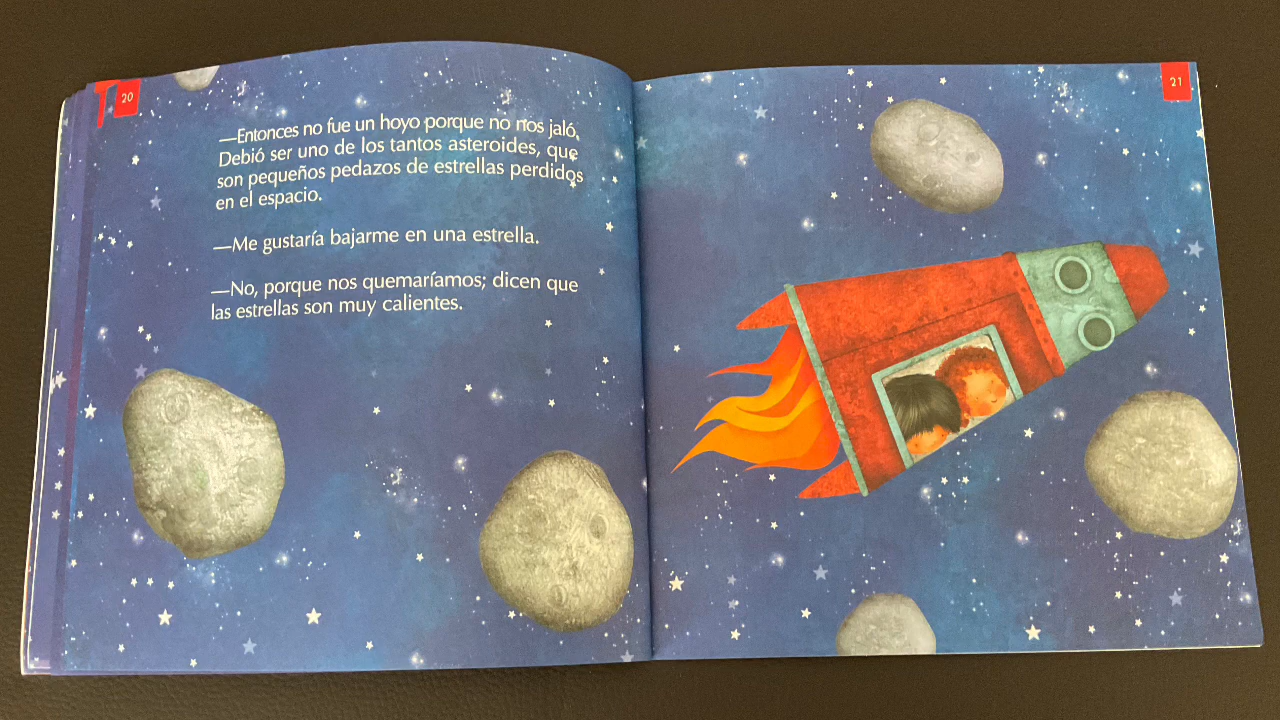 20
—Entonces no fue un hoyo porque no nos jaló.
Debió ser uno de los tantos asteroides, que
son pequeños pedazos de estrellas perdidos
en el espacio.
—Me gustaría bajarme en una estrella.
—No, porque nos quemaríamos; dicen que
las estrellas son muy calientes.
21